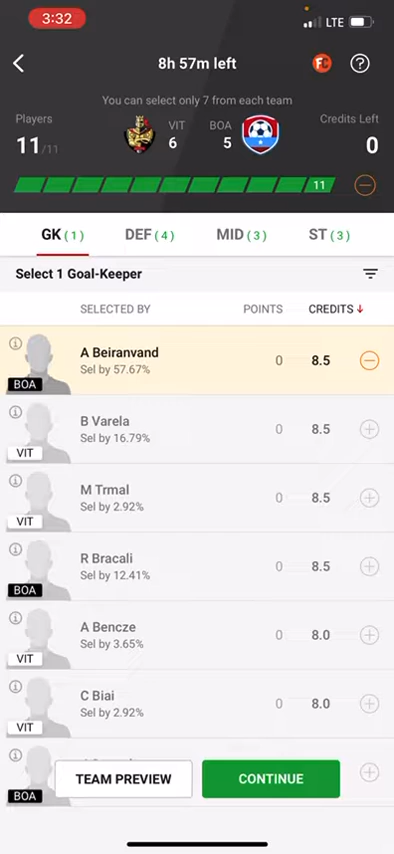 3:32
LTE
8h 57m left
FC
?
You can select only 7 from each team
Players
VIT
BOA
Credits Left
11/11
6
5
0
11
GK (1)
DEF (4)
MID (3)
ST (3)
Select 1 Goal-Keeper
SELECTED BY
POINTS
CREDITS
A Beiranvand
Sel by 57.67%
0
8.5
BOA
B Varela
Sel by 16.79%
0
8.5
VIT
M Trmal
Sel by 2.92%
0
8.5
VIT
R Bracali
Sel by 12.41%
0
8.5
BOA
A Bencze
Sel by 3.65%
0
8.0
VIT
C Biai
Sel by 2.92%
0
8.0
VIT
TEAM PREVIEW
CONTINUE
BOA